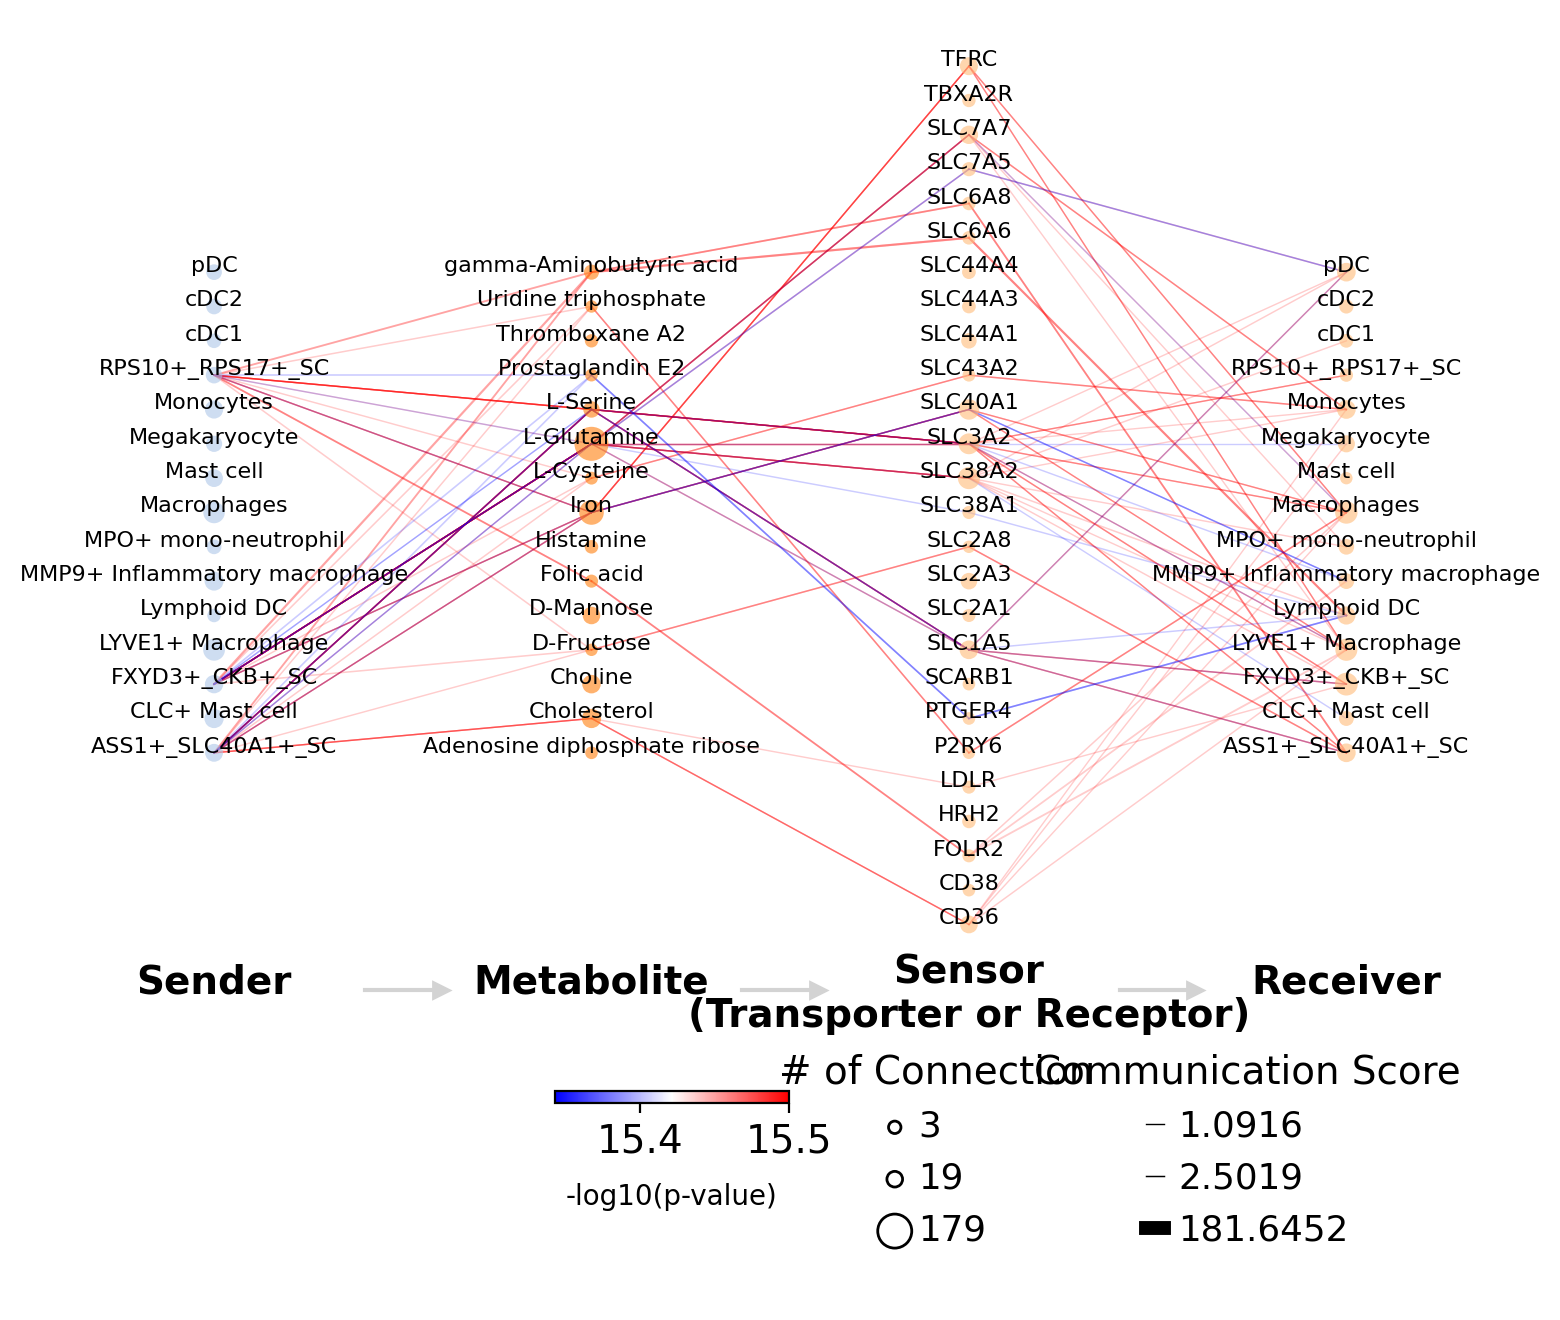 TFRC
TBXA2R
SLC7A7
SLC7A5
SLC6A8
SLC6A6
pDC gamma-Aminobutyric acid SLC44A4 pDC
cDC2 Uridine triphosphate SLC44A3 cDC2
cDC1 Thromboxane A2 SLC44A1 cDC1
RPS10+_RPS17+_SC Prostaglandin E2 SLC43A2 RPS10+_RPS17+_SC
Monocytes L-Serine SLC40A1 Monocytes
Megakaryocyte L-Glutamine SLC3A2 Megakaryocyte
Mast cell L-Cysteine SLC38A2 Mast cell
Macrophages Iron SLC38A1 Macrophages
MPO+ mono-neutrophil Histamine SLC2A8 MPO+ mono-neutrophil
MMP9+ Inflammatory macrophage Folic acid SLC2A3 MMP9+ Inflammatory macrophage
Lymphoid DC D-Mannose SLC2A1 Lymphoid DC
LYVE1+ Macrophage D-Fructose SLC1A5 LYVE1+ Macrophage
FXYD3+_CKB+_SC Choline SCARB1 FXYD3+_CKB+_SC
CLC+ Mast cell Cholesterol PTGER4 CLC+ Mast cell
ASS1+_SLC40A1+_SC Adenosine diphosphate ribose P2RY6 ASS1+_SLC40A1+_SC
LDLR
HRH2
FOLR2
CD38
CD36
Sender Metabolite Sensor Receiver
(Transporter or Receptor)
# of Connection Communication Score
3 1.0916
15.4 15.5
19 2.5019
-log10(p-value)
179 181.6452